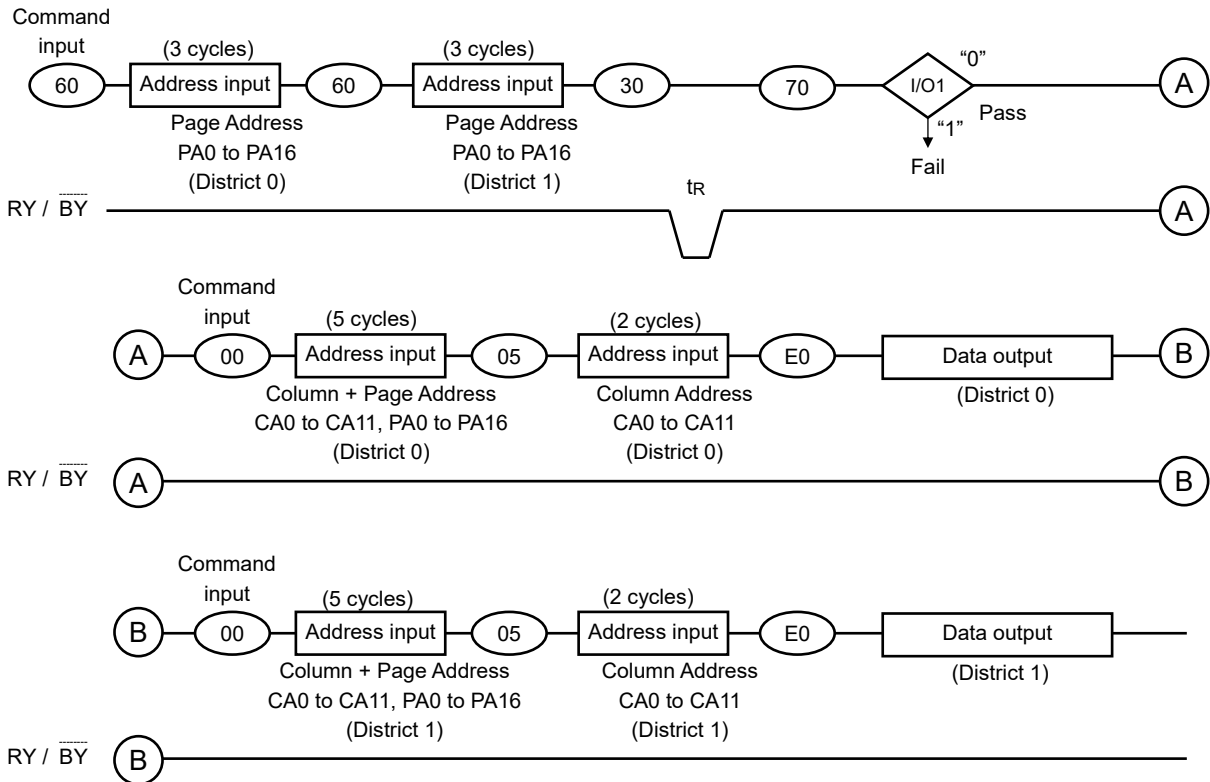 Command
input
(3 cycles)
(3 cycles)
"0"
60
Address input
60
Address input
30
70
I/O1
A
Pass
"1"
Page Address
PA0 to PA16
(District 0)
Page Address
PA0 to PA16
(District 1)
Fail
tR
RY / BY
A
Command
input
(5 cycles)
(2 cycles)
A
00
Address input
05
Address input
E0
Data output
B
Column + Page Address
CA0 to CA11, PA0 to PA16
(District 0)
Column Address
CA0 to CA11
(District 0)
(District 0)
RY / BY
A
B
Command
input
(5 cycles)
(2 cycles)
B
00
Address input
05
Address input
E0
Data output
Column + Page Address
CA0 to CA11, PA0 to PA16
(District 1)
Column Address
CA0 to CA11
(District 1)
(District 1)
RY / BY
B